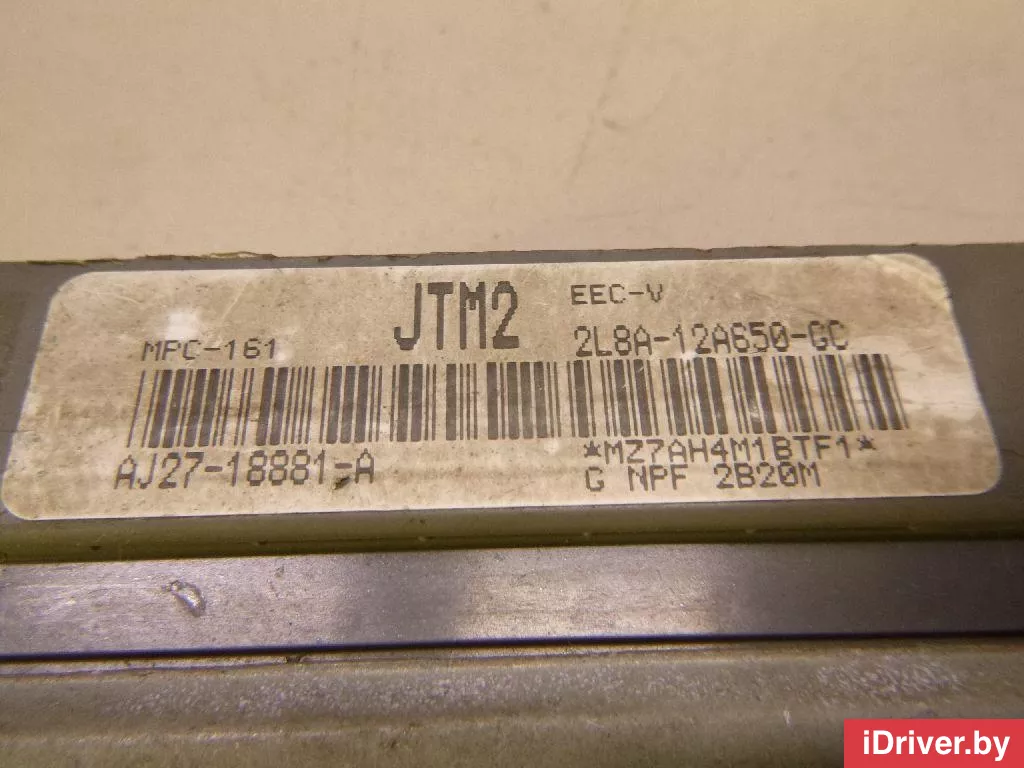 JTM2 EEC-V
MPC-161 2L8A-12A650-GC
AJ27-18881-A *MZ7AH4M1BTF1*
G NPF 2B20M
iDriver.by